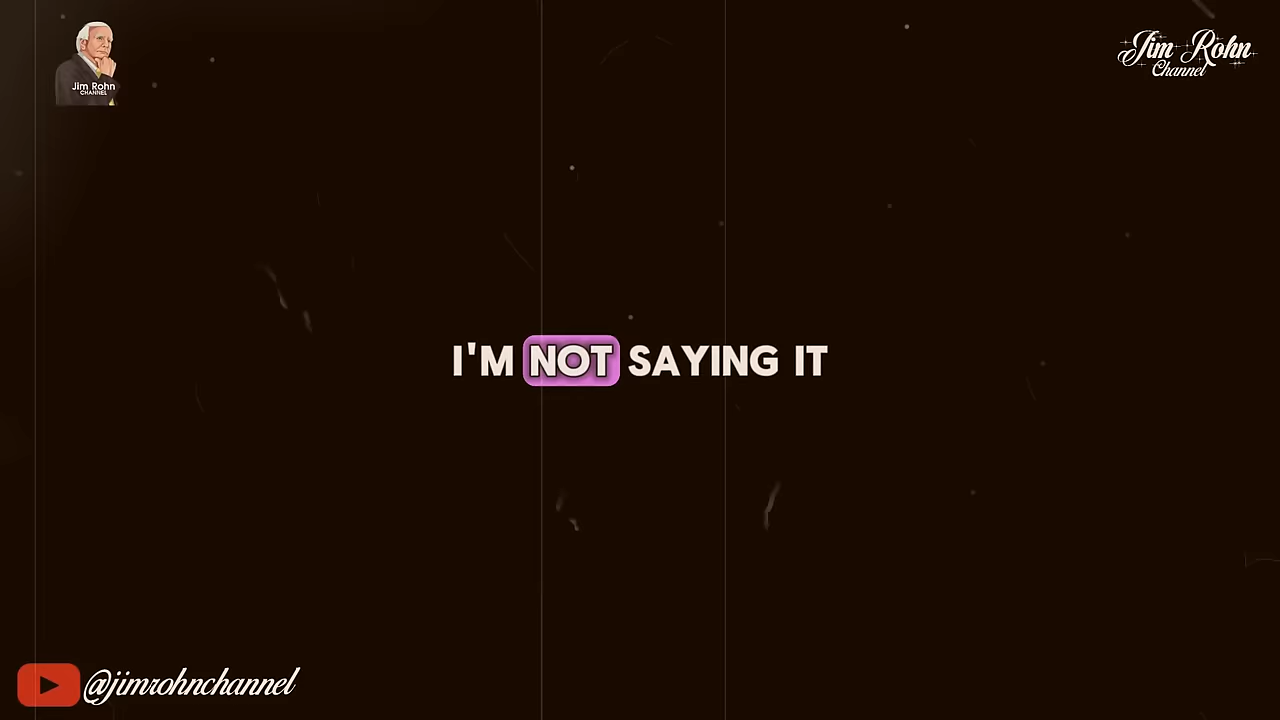 Jim Rohn
CHANNEL
Jim Rohn
Channel
I'M NOT SAYING IT
@jimrohnchannel